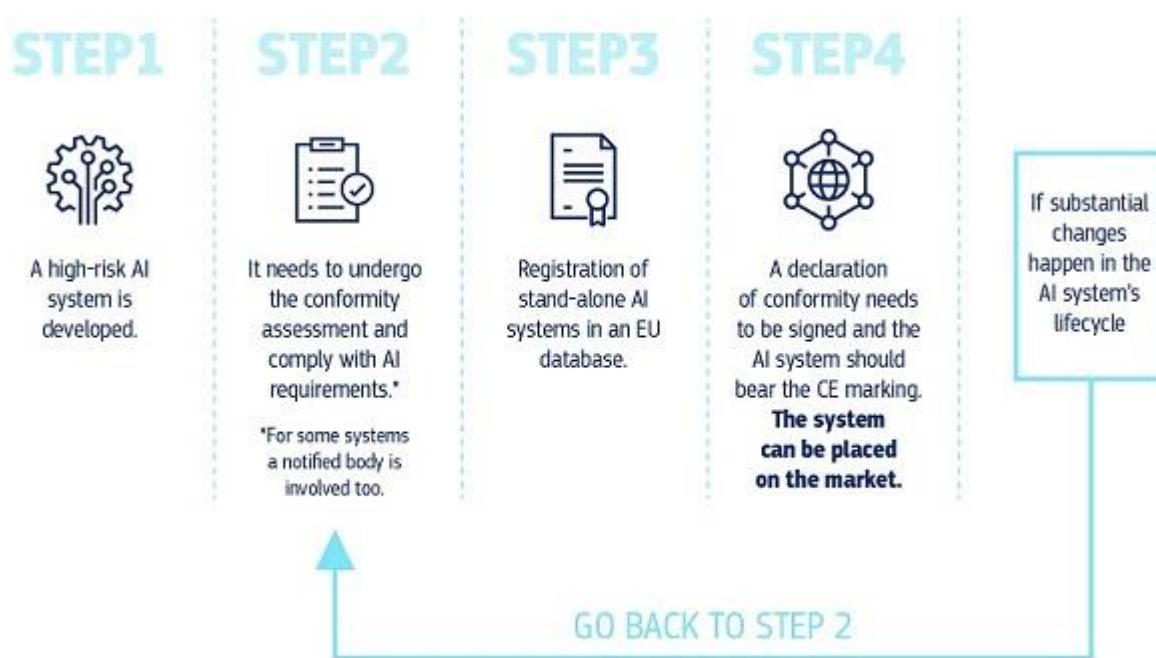 STEP1
A high-risk AI
system is
developed.
STEP2
It needs to undergo
the conformity
assessment and
comply with AI
requirements.*
*For some systems
a notified body is
involved too.
STEP3
Registration of
stand-alone AI
systems in an EU
database.
STEP4
A declaration
of conformity needs
to be signed and the
AI system should
bear the CE marking.
The system
can be placed
on the market.
If substantial
changes
happen in the
AI system's
lifecycle
GO BACK TO STEP 2